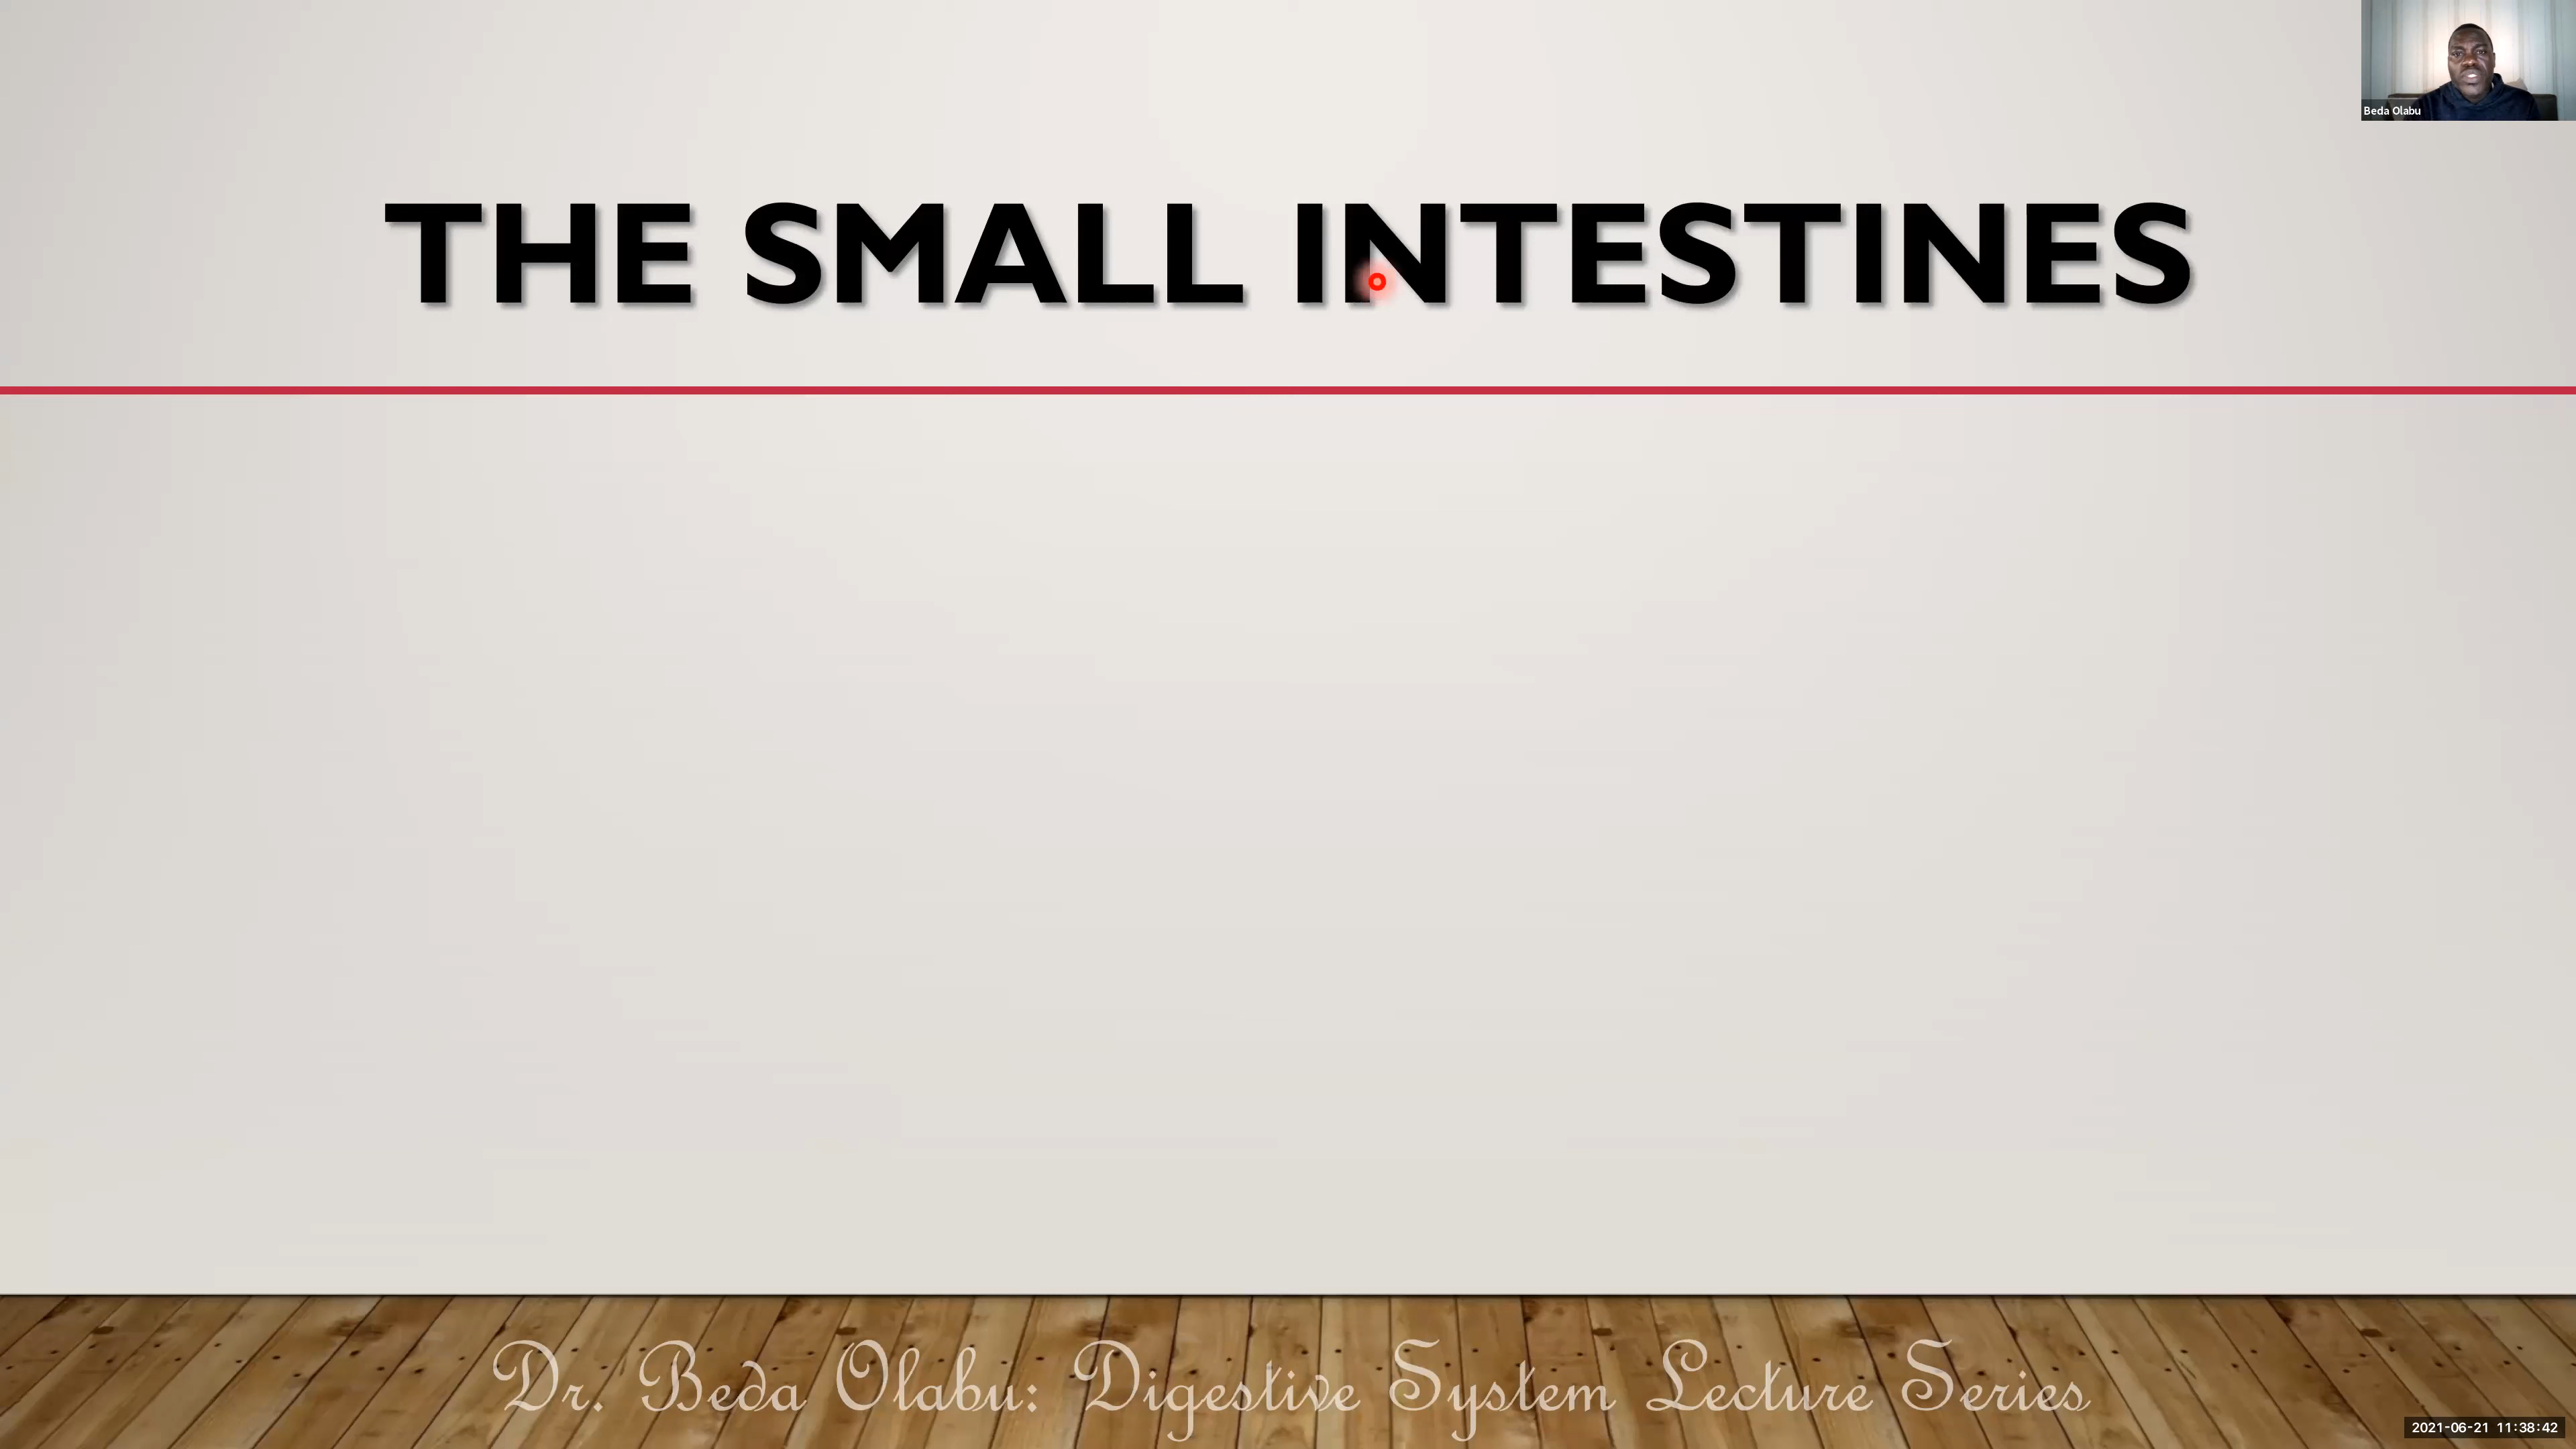 Beda Olabu
THE SMALL INTESTINES
Dr. Beda Olabu: Digestive System Lecture Series
2021-06-21 11:38:42